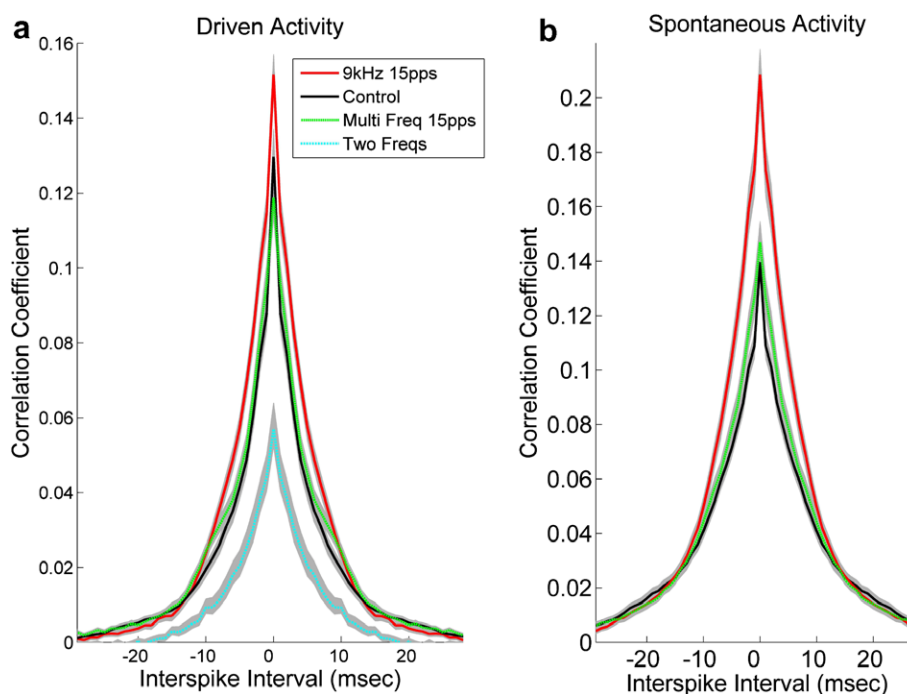 a
Driven Activity
0.16
0.14
0.12
0.1
0.08
0.06
0.04
0.02
0
Correlation Coefficient
9kHz 15pps
Control
Multi Freq 15pps
Two Freqs
-20 -10 0 10 20
Interspike Interval (msec)
b
Spontaneous Activity
0.2
0.18
0.16
0.14
0.12
0.1
0.08
0.06
0.04
0.02
0
Correlation Coefficient
-20 -10 0 10 20
Interspike Interval (msec)